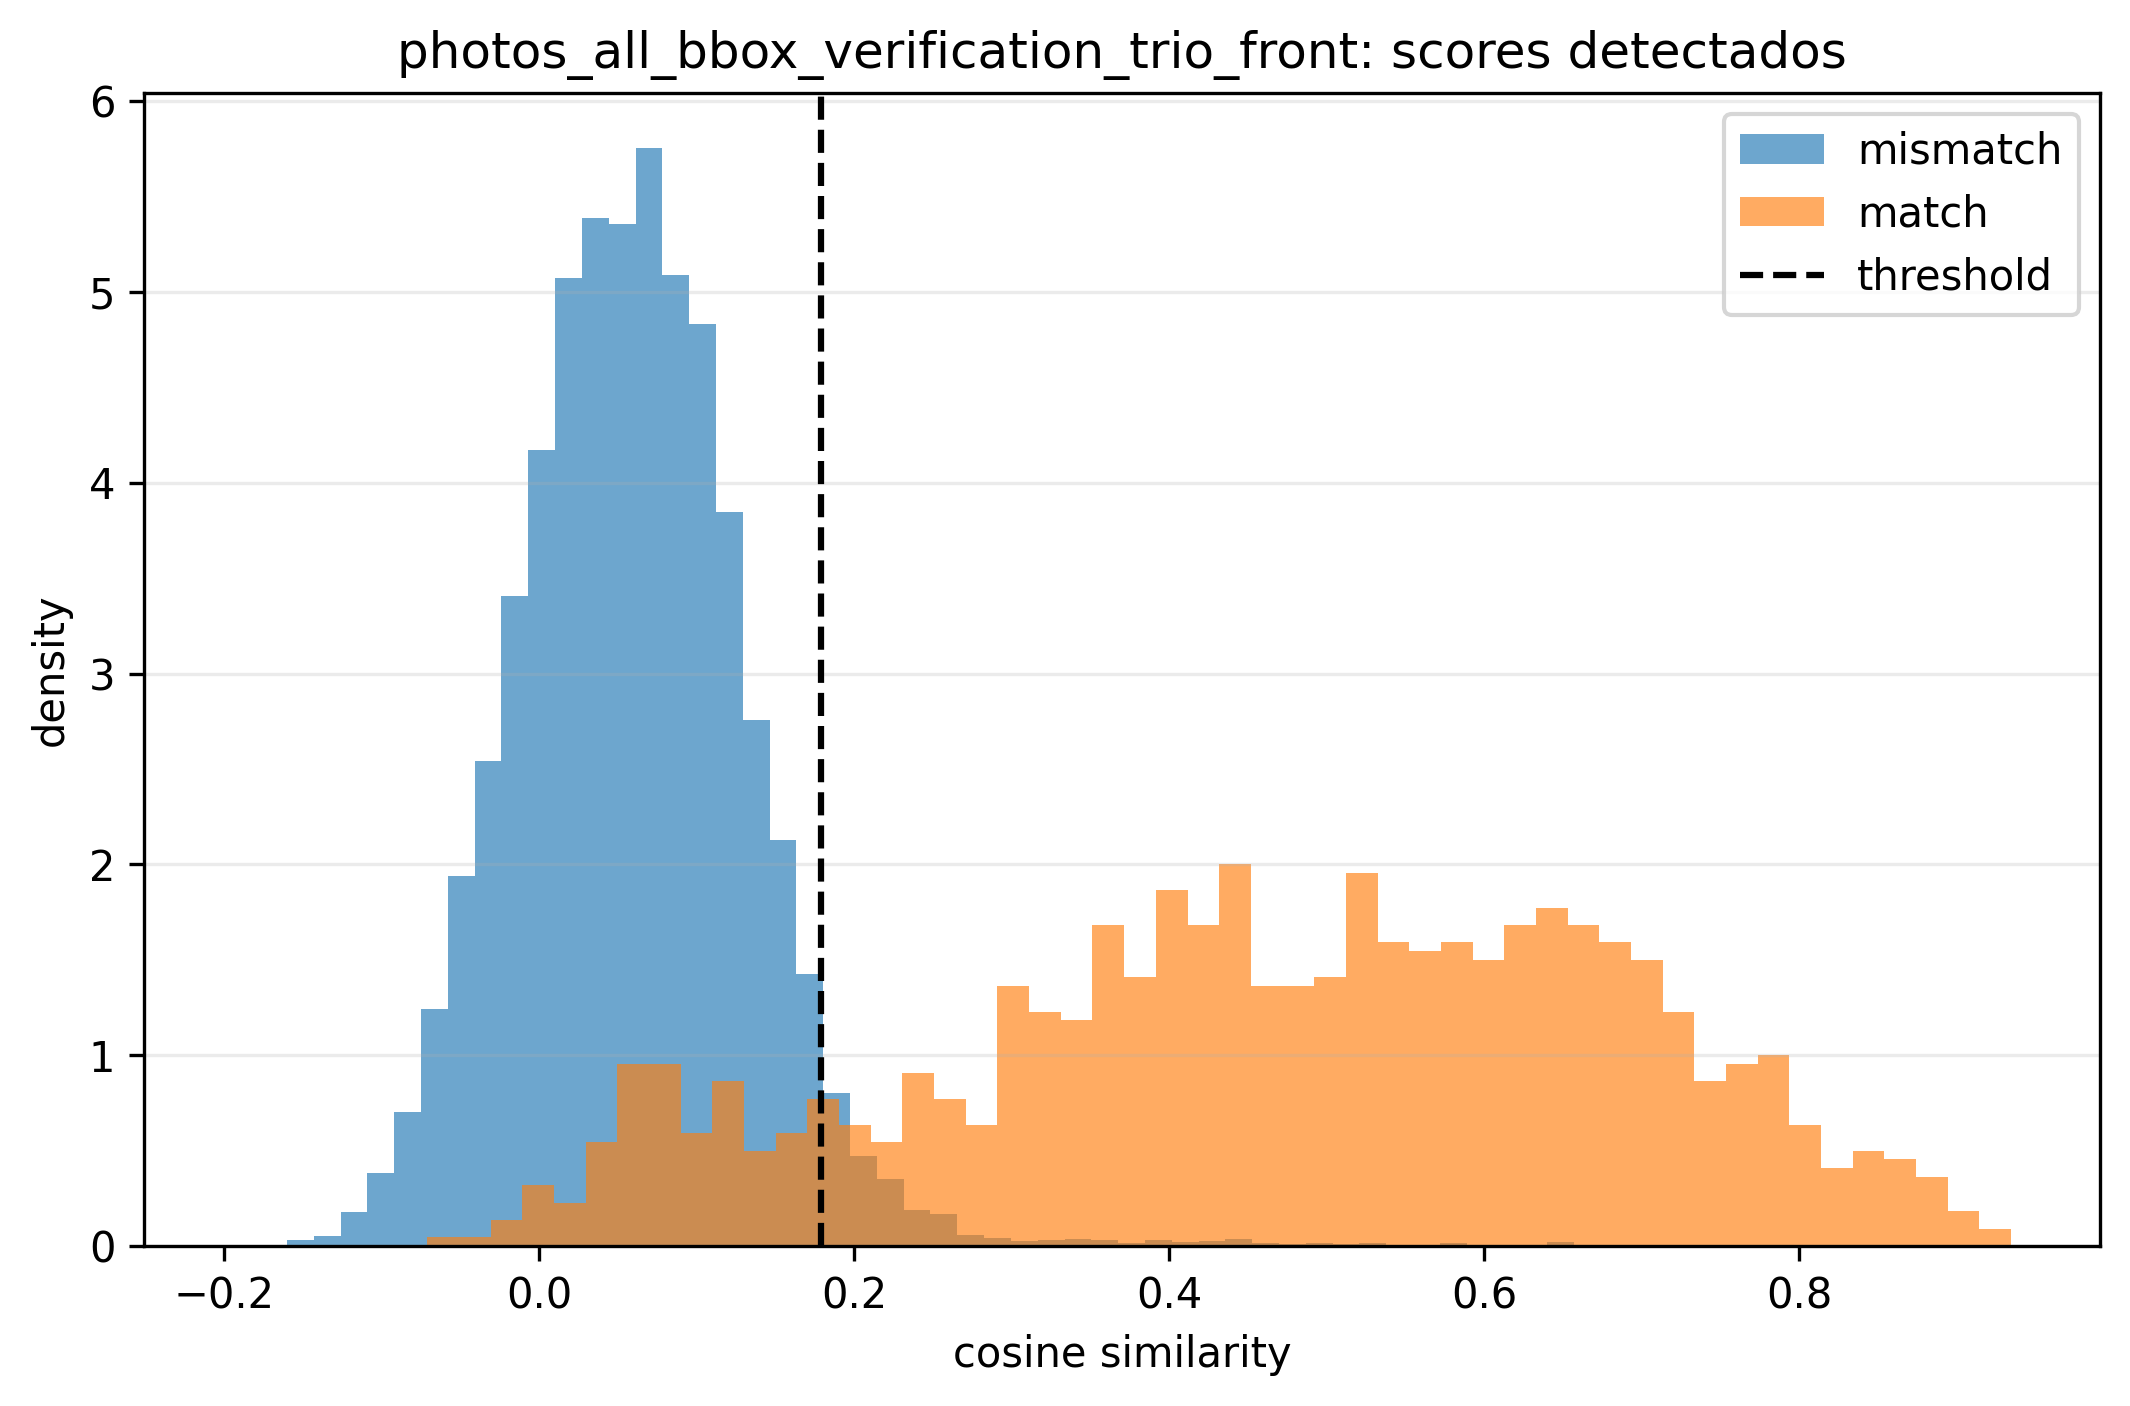 photos_all_bbox_verification_trio_front: scores detectados
mismatch
match
threshold
density
6
5
4
3
2
1
0
−0.2
0.0
0.2
0.4
0.6
0.8
cosine similarity